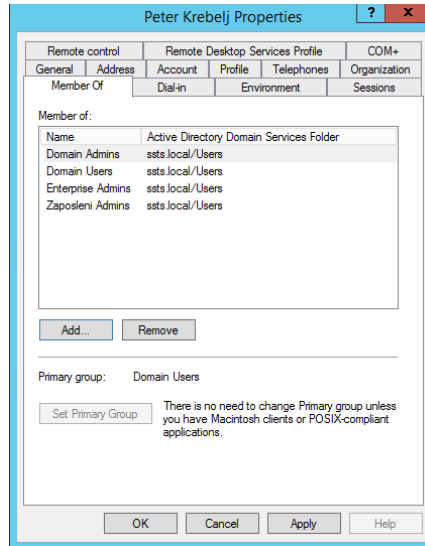 Peter Krebelj Properties ? x
Remote control Remote Desktop Services Profile COM+
General Address Account Profile Telephones Organization
Member Of Dial-in Environment Sessions
Member of:
Name Active Directory Domain Services Folder
Domain Admins ssts.local/Users
Domain Users ssts.local/Users
Enterprise Admins ssts.local/Users
Zaposleni Admins ssts.local/Users
Add... Remove
Primary group: Domain Users
Set Primary Group
There is no need to change Primary group unless
you have Macintosh clients or POSIX-compliant
applications.
OK Cancel Apply Help